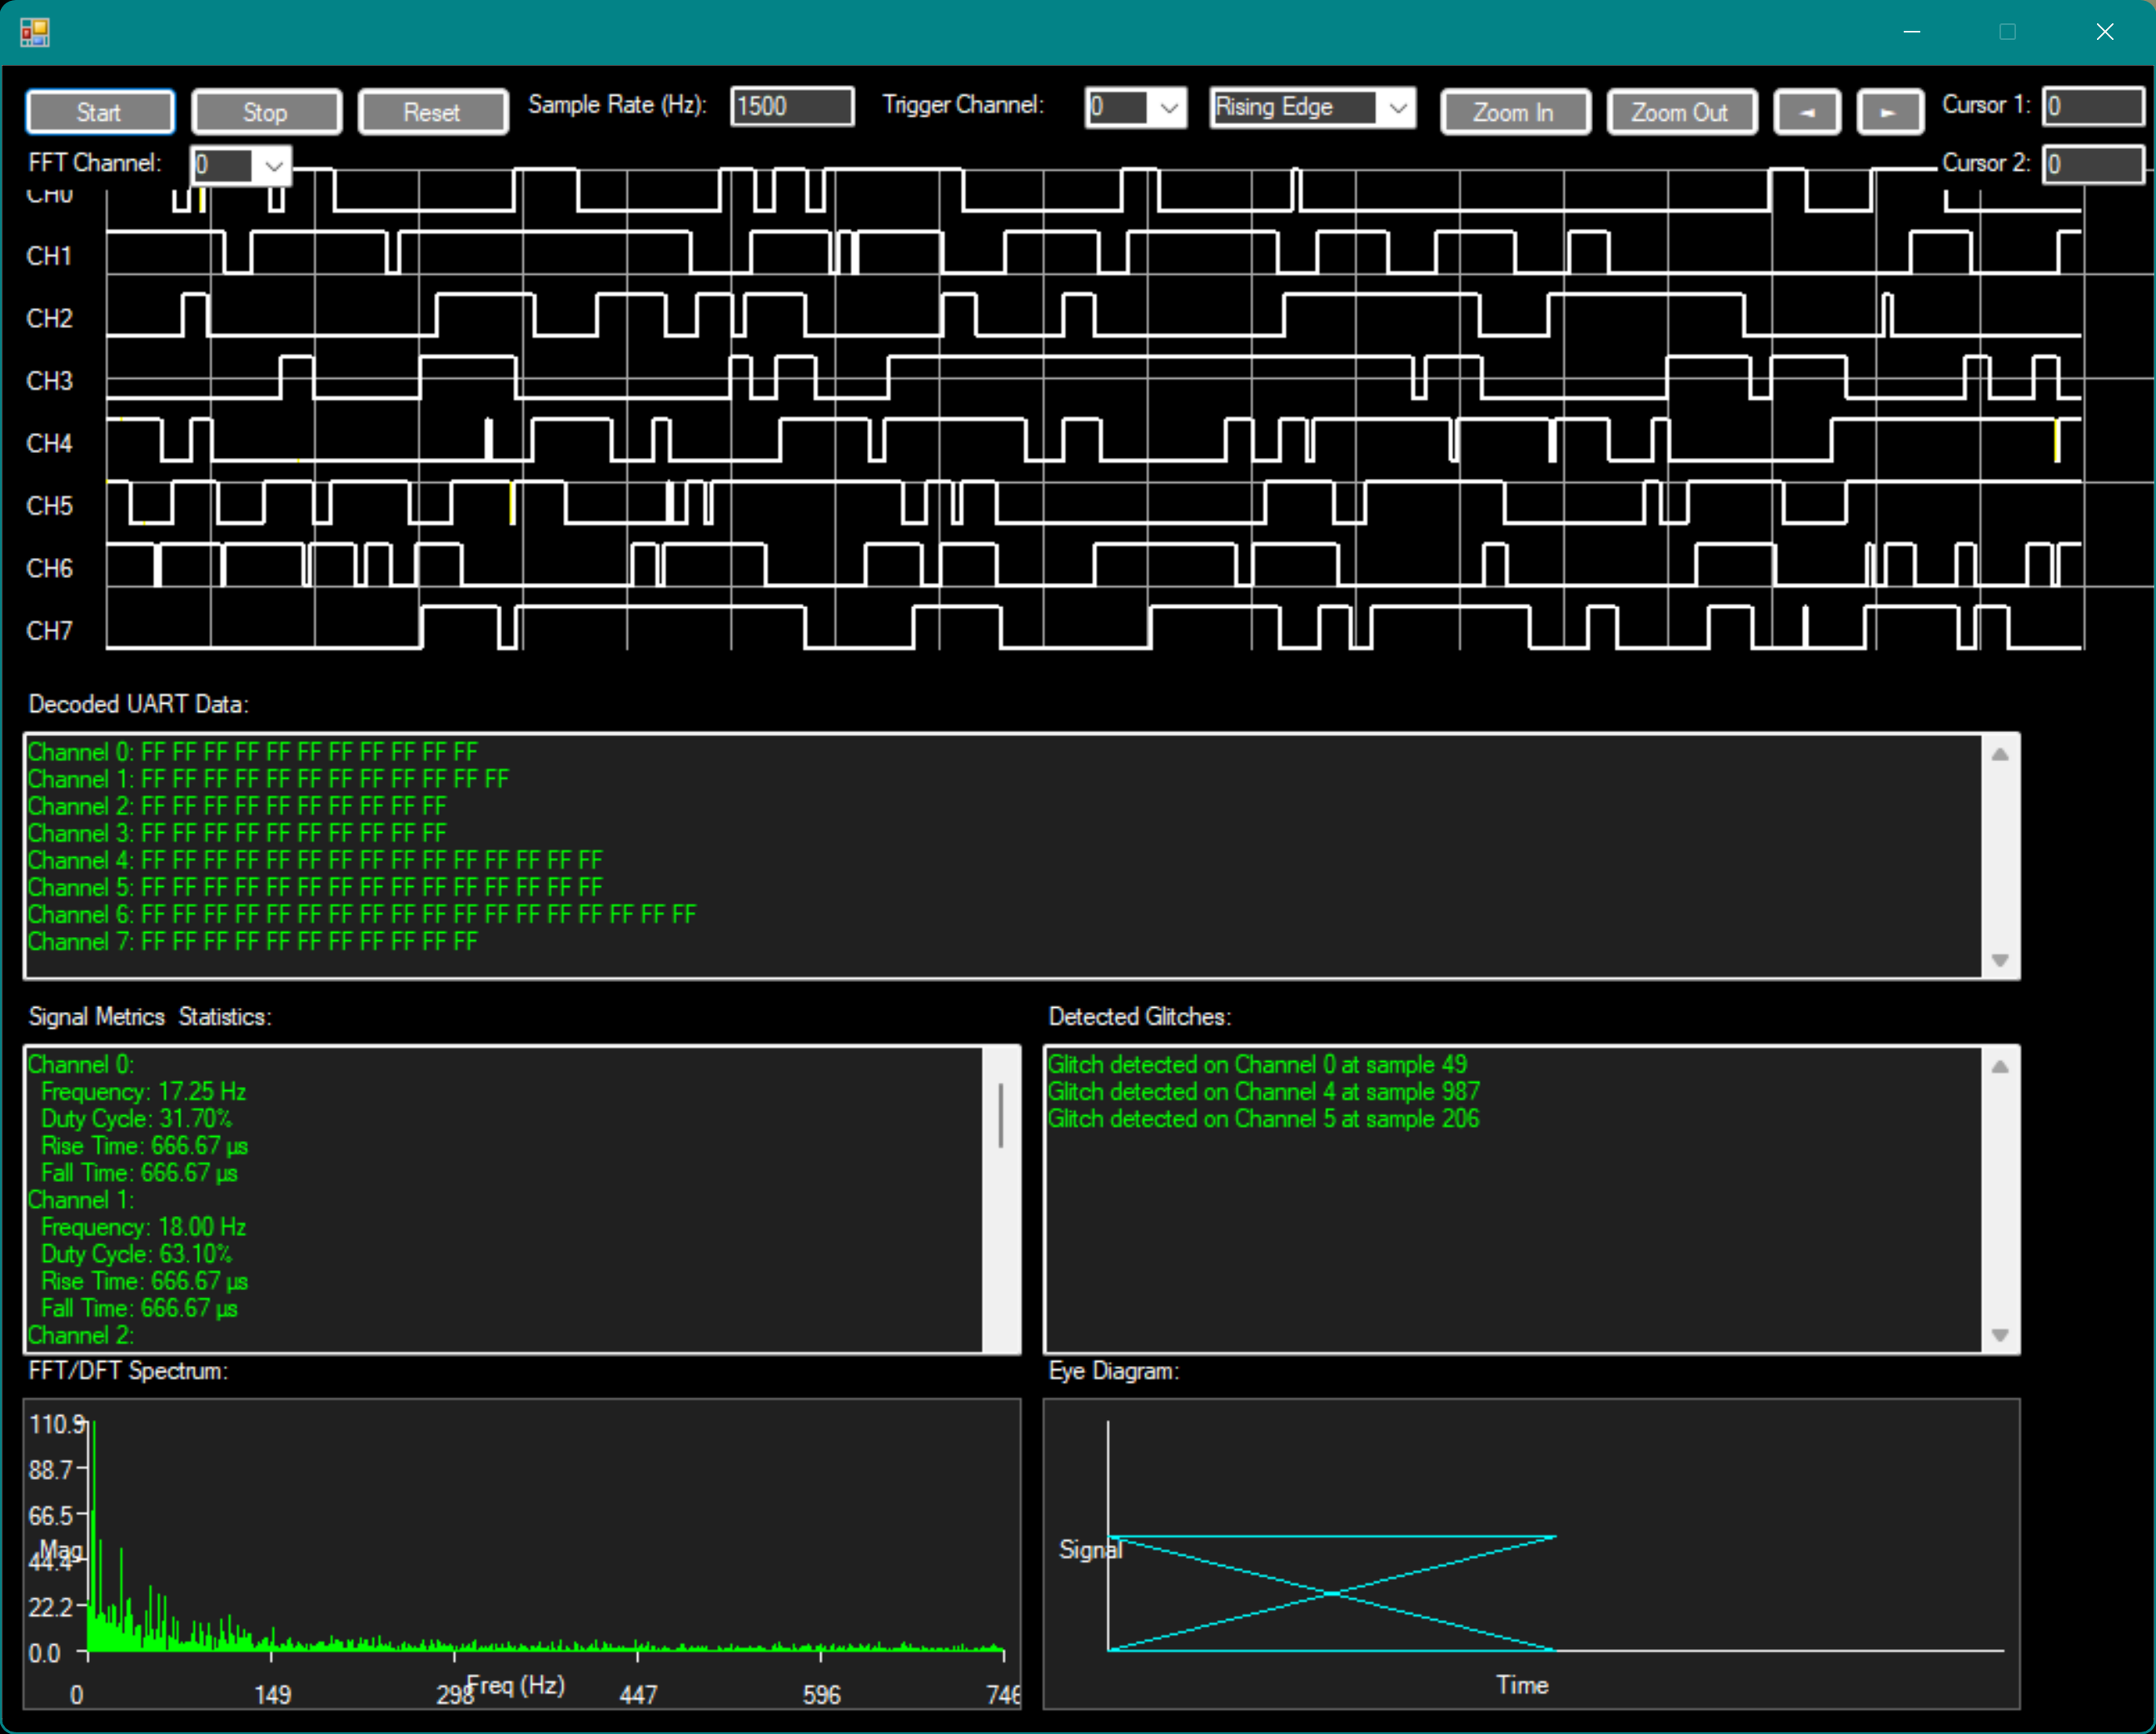 Start Stop Reset Sample Rate (Hz): 1500 Trigger Channel: 0 Rising Edge Zoom In Zoom Out ◄ ► Cursor 1: 0
FFT Channel: 0 Cursor 2: 0
CH0
CH1
CH2
CH3
CH4
CH5
CH6
CH7
Decoded UART Data:
Channel 0: FF FF FF FF FF FF FF FF FF FF FF
Channel 1: FF FF FF FF FF FF FF FF FF FF FF FF
Channel 2: FF FF FF FF FF FF FF FF FF FF
Channel 3: FF FF FF FF FF FF FF FF FF FF
Channel 4: FF FF FF FF FF FF FF FF FF FF FF FF FF FF FF
Channel 5: FF FF FF FF FF FF FF FF FF FF FF FF FF FF FF
Channel 6: FF FF FF FF FF FF FF FF FF FF FF FF FF FF FF FF FF FF
Channel 7: FF FF FF FF FF FF FF FF FF FF FF
Signal Metrics Statistics:
Channel 0:
Frequency: 17.25 Hz
Duty Cycle: 31.70%
Rise Time: 666.67 µs
Fall Time: 666.67 µs
Channel 1:
Frequency: 18.00 Hz
Duty Cycle: 63.10%
Rise Time: 666.67 µs
Fall Time: 666.67 µs
Channel 2:
Detected Glitches:
Glitch detected on Channel 0 at sample 49
Glitch detected on Channel 4 at sample 987
Glitch detected on Channel 5 at sample 206
FFT/DFT Spectrum:
110.9
88.7
66.5
Mag
44.4
22.2
0.0
0 149 298 447 596 746
Freq (Hz)
Eye Diagram:
Signal
Time